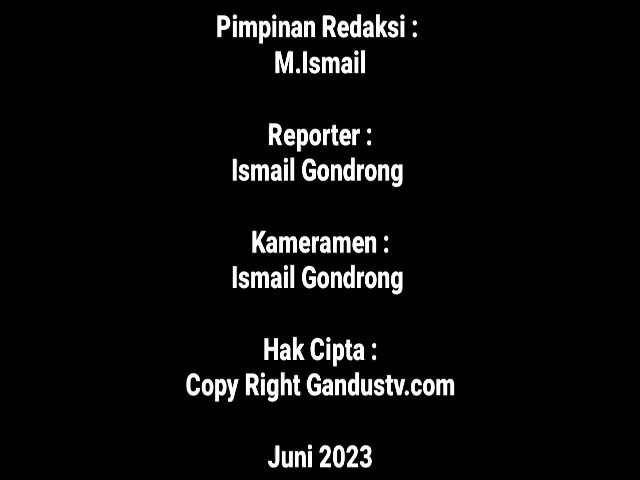 Pimpinan Redaksi :
M.Ismail
Reporter :
Ismail Gondrong
Kameramen :
Ismail Gondrong
Hak Cipta :
Copy Right Gandustv.com
Juni 2023